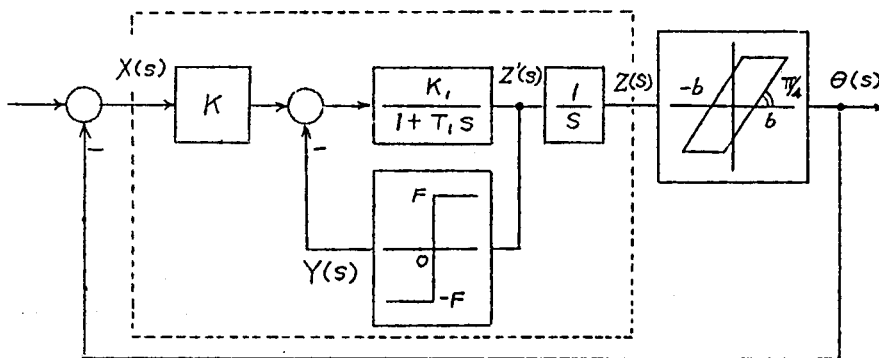 X(s)
K
K₁
1+T₁s
Z'(s)
1
S
Z(S)
-b
π/4
b
θ(s)
−
−
F
0
-F
Y(s)